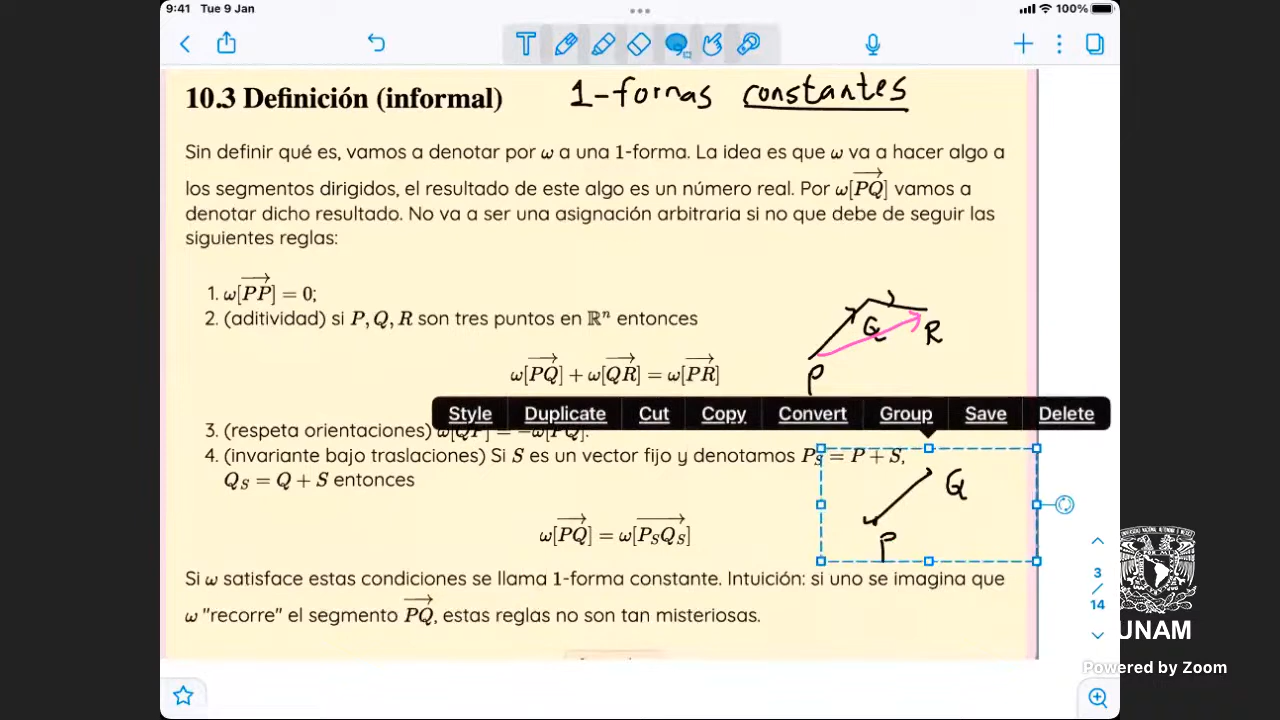 9:41 Tue 9 Jan
100%
10.3 Definición (informal) 1-formas constantes
Sin definir qué es, vamos a denotar por ω a una 1-forma. La idea es que ω va a hacer algo a
los segmentos dirigidos, el resultado de este algo es un número real. Por ω[PQ] vamos a
denotar dicho resultado. No va a ser una asignación arbitraria si no que debe de seguir las
siguientes reglas:
1. ω[PP] = 0;
2. (aditividad) si P, Q, R son tres puntos en ℝⁿ entonces
Q
R
P
ω[PQ] + ω[QR] = ω[PR]
Style Duplicate Cut Copy Convert Group Save Delete
3. (respeta orientaciones) ω[QP] = −ω[PQ].
4. (invariante bajo traslaciones) Si S es un vector fijo y denotamos P_S = P + S,
Q_S = Q + S entonces
Q
P
ω[PQ] = ω[P_SQ_S]
Si ω satisface estas condiciones se llama 1-forma constante. Intuición: si uno se imagina que
ω "recorre" el segmento PQ, estas reglas no son tan misteriosas.
3
/
14
UNAM
Powered by Zoom